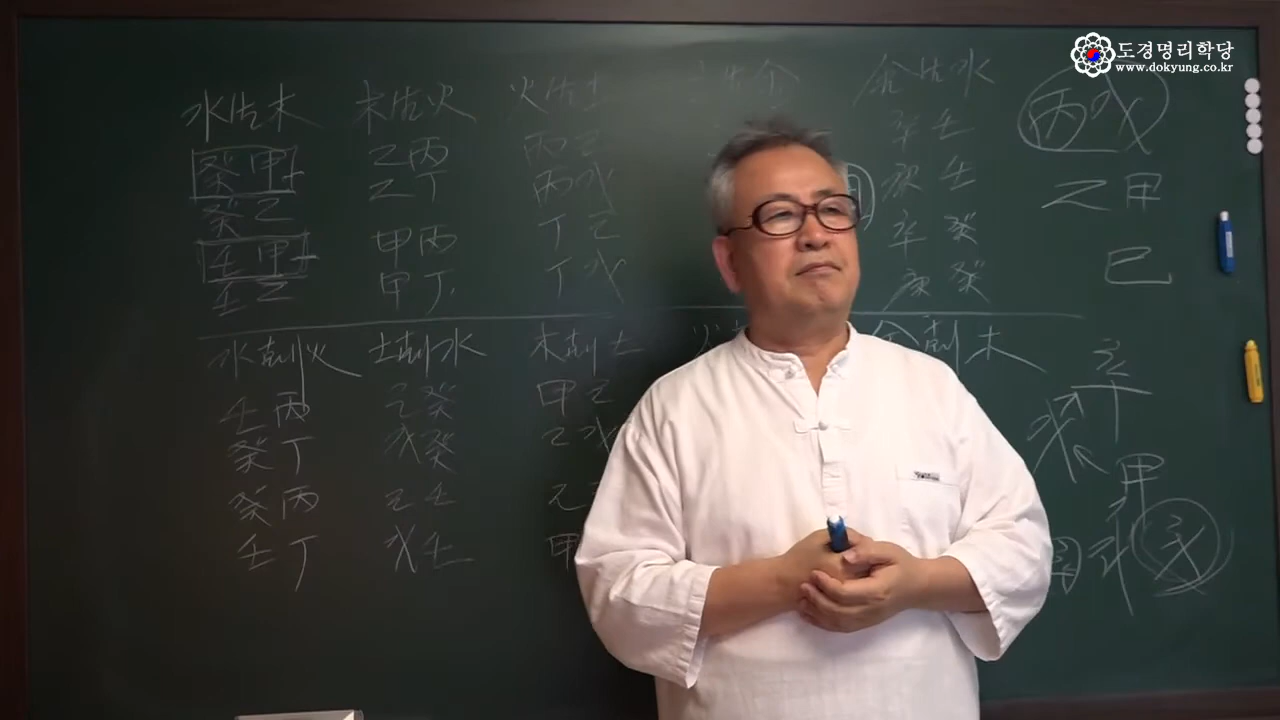 도경명리학당
www.dokyung.co.kr
水生木 木生火 火生土 金生水
癸甲 乙丙 丙己 辛壬
癸乙 乙丁 丙戊 庚壬
壬甲 甲丙 丁己 辛癸
壬乙 甲丁 丁戊 庚癸
水剋火 土剋水 木剋土 金剋木
壬丙 己癸 甲己
癸丁 戊癸 乙戊
癸丙 己壬
壬丁 戊壬 甲
丙戊
乙甲
巳